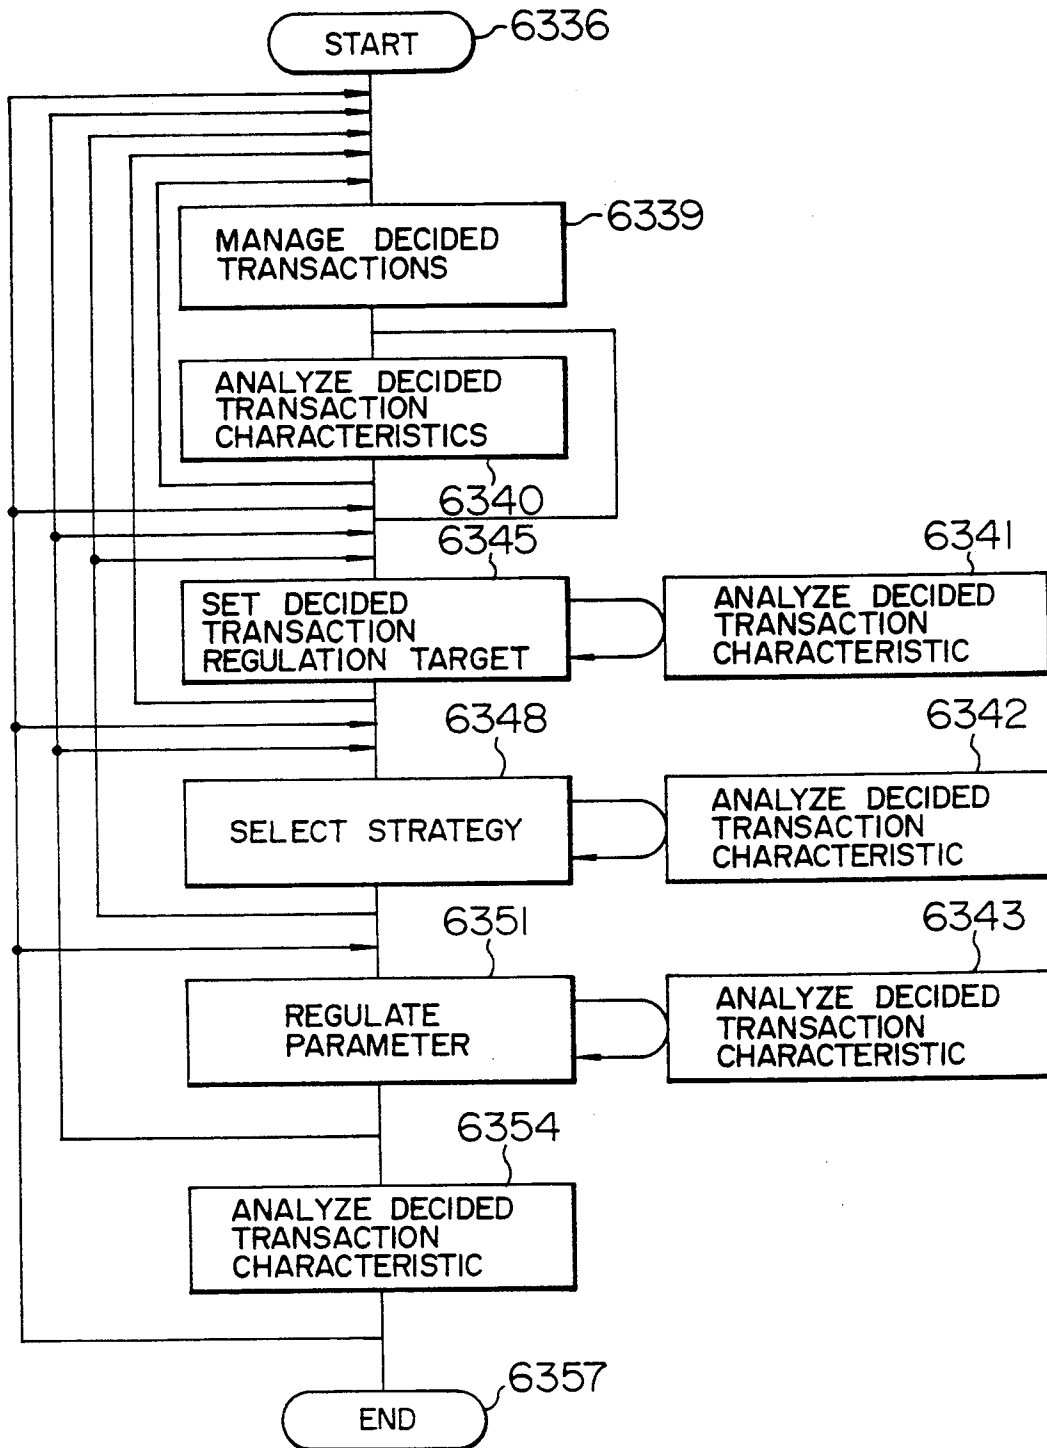 START
6336
MANAGE DECIDED
TRANSACTIONS
6339
ANALYZE DECIDED
TRANSACTION
CHARACTERISTICS
6340
SET DECIDED
TRANSACTION
REGULATION TARGET
6345
ANALYZE DECIDED
TRANSACTION
CHARACTERISTIC
6341
SELECT STRATEGY
6348
ANALYZE DECIDED
TRANSACTION
CHARACTERISTIC
6342
REGULATE
PARAMETER
6351
ANALYZE DECIDED
TRANSACTION
CHARACTERISTIC
6343
ANALYZE DECIDED
TRANSACTION
CHARACTERISTIC
6354
END
6357